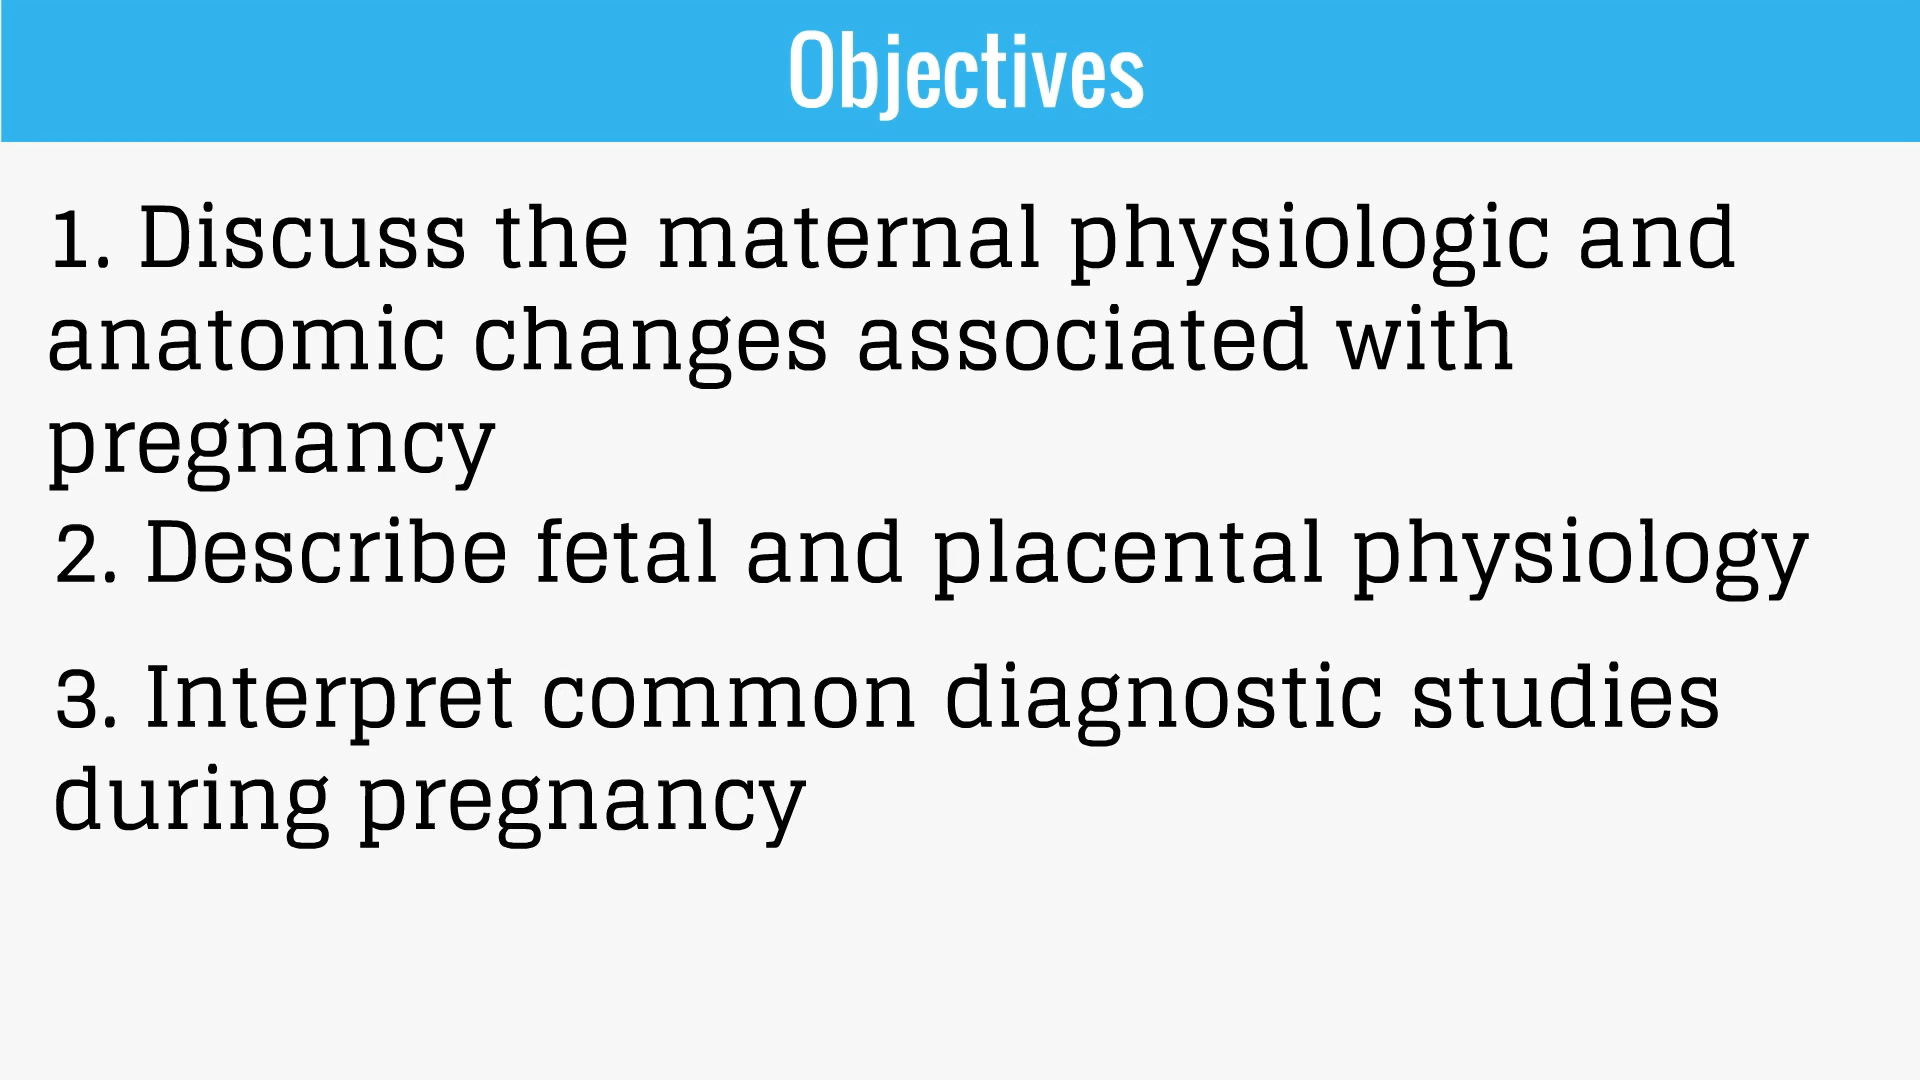 Objectives
1. Discuss the maternal physiologic and
anatomic changes associated with
pregnancy
2. Describe fetal and placental physiology
3. Interpret common diagnostic studies
during pregnancy